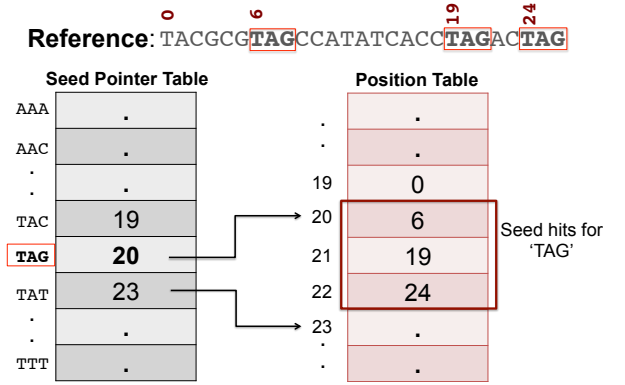 0 6 19 24
Reference: TACGCGTAGCCATATCACCTAGACTAG
Seed Pointer Table Position Table
AAA . .
AAC . . .
. . . 19 0
TAC 19 20 6
TAG 20 21 19
TAT 23 22 24
Seed hits for
'TAG'
. . 23 .
TTT . . .